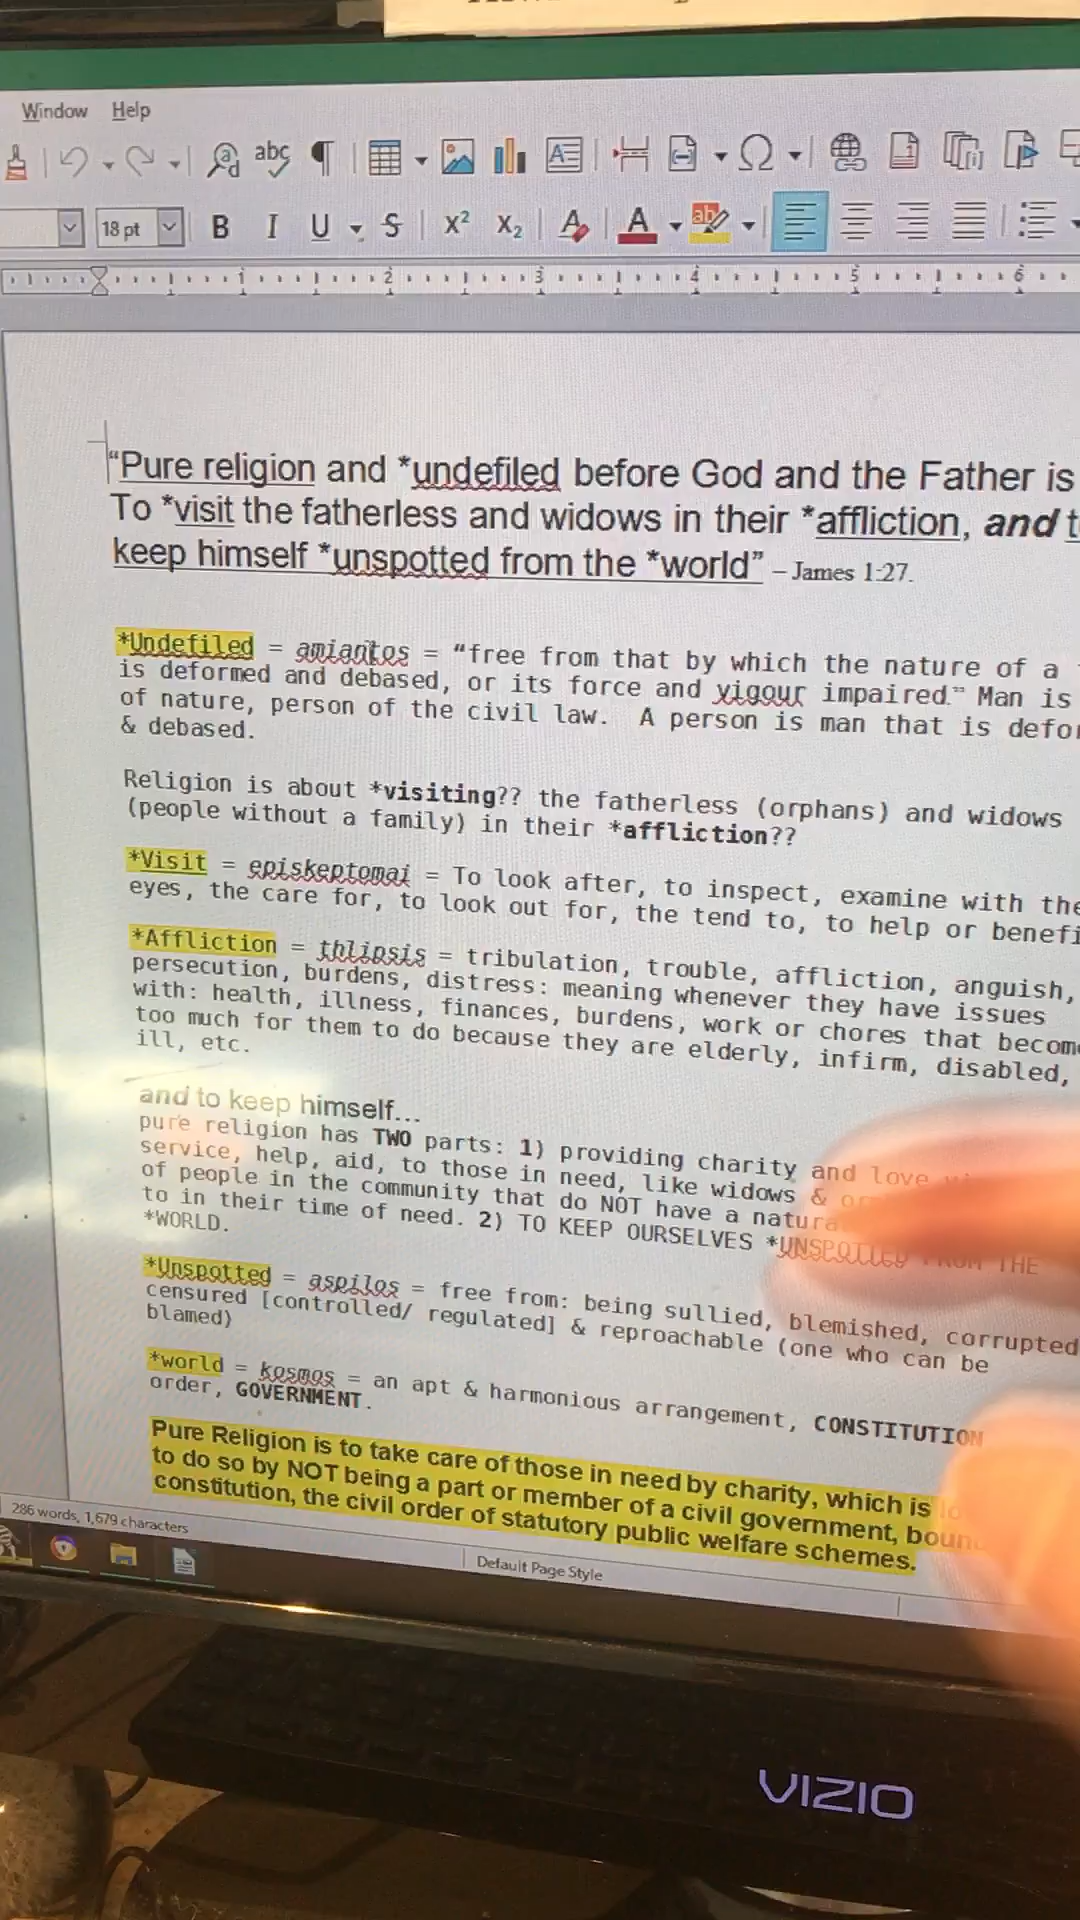 Window Help
18 pt B I U S X² X₂ A A ab
1 2 3 4 5 6
“Pure religion and *undefiled before God and the Father is
To *visit the fatherless and widows in their *affliction, and t
keep himself *unspotted from the *world” – James 1:27.
*Undefiled = amiantos = “free from that by which the nature of a
is deformed and debased, or its force and vigour impaired.” Man is
of nature, person of the civil law. A person is man that is defo
& debased.
Religion is about *visiting?? the fatherless (orphans) and widows
(people without a family) in their *affliction??
*Visit = episkeptomai = To look after, to inspect, examine with the
eyes, the care for, to look out for, the tend to, to help or benefi
*Affliction = thlipsis = tribulation, trouble, affliction, anguish,
persecution, burdens, distress: meaning whenever they have issues
with: health, illness, finances, burdens, work or chores that becom
too much for them to do because they are elderly, infirm, disabled,
ill, etc.
and to keep himself...
pure religion has TWO parts: 1) providing charity and love
service, help, aid, to those in need, like widows &
of people in the community that do NOT have a natura
to in their time of need. 2) TO KEEP OURSELVES *UNSPOTTED FROM THE
*WORLD.
*Unspotted = aspilos = free from: being sullied, blemished, corrupted
censured [controlled/ regulated] & reproachable (one who can be
blamed)
*world = kosmos = an apt & harmonious arrangement, CONSTITUTION
order, GOVERNMENT.
Pure Religion is to take care of those in need by charity, which is
to do so by NOT being a part or member of a civil government, boun
constitution, the civil order of statutory public welfare schemes.
286 words, 1,679 characters
Default Page Style
VIZIO